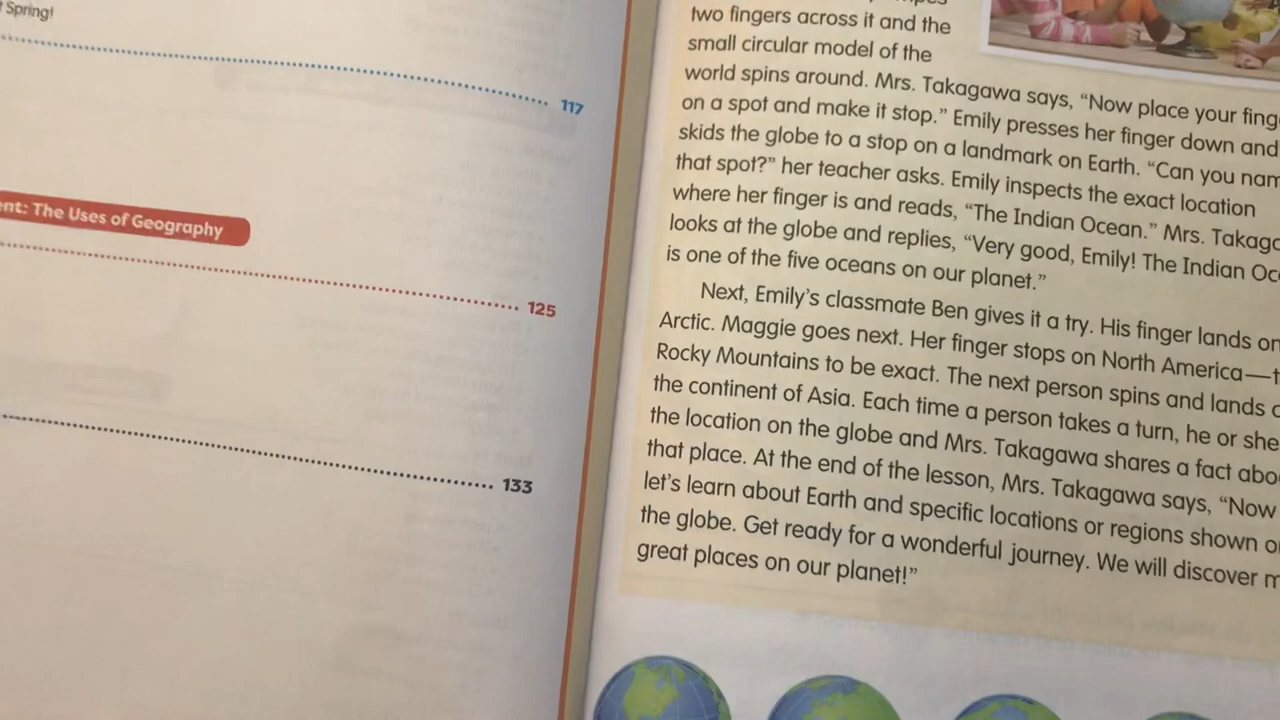 Spring!
117
The Uses of Geography
125
133
two fingers across it and the
small circular model of the
world spins around. Mrs. Takagawa says, “Now place your
on a spot and make it stop.” Emily presses her finger down and
skids the globe to a stop on a landmark on Earth. “Can you
that spot?” her teacher asks. Emily inspects the exact location
where her finger is and reads, “The Indian Ocean.” Mrs.
looks at the globe and replies, “Very good, Emily! The Indian
is one of the five oceans on our planet.”
Next, Emily’s classmate Ben gives it a try. His finger lands on
Arctic. Maggie goes next. Her finger stops on North America—
Rocky Mountains to be exact. The next person spins and lands
the continent of Asia. Each time a person takes a turn, he or she
the location on the globe and Mrs. Takagawa shares a fact
that place. At the end of the lesson, Mrs. Takagawa says, “Now
let’s learn about Earth and specific locations or regions shown
the globe. Get ready for a wonderful journey. We will discover
great places on our planet!”